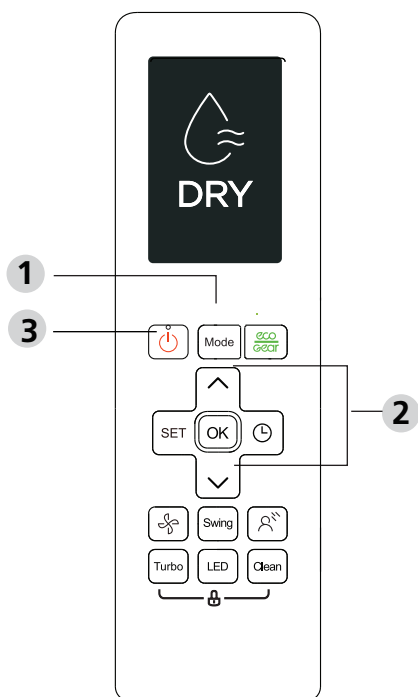 DRY
1
3
Mode
eco
Gear
2
SET
OK
Swing
Turbo
LED
Clean